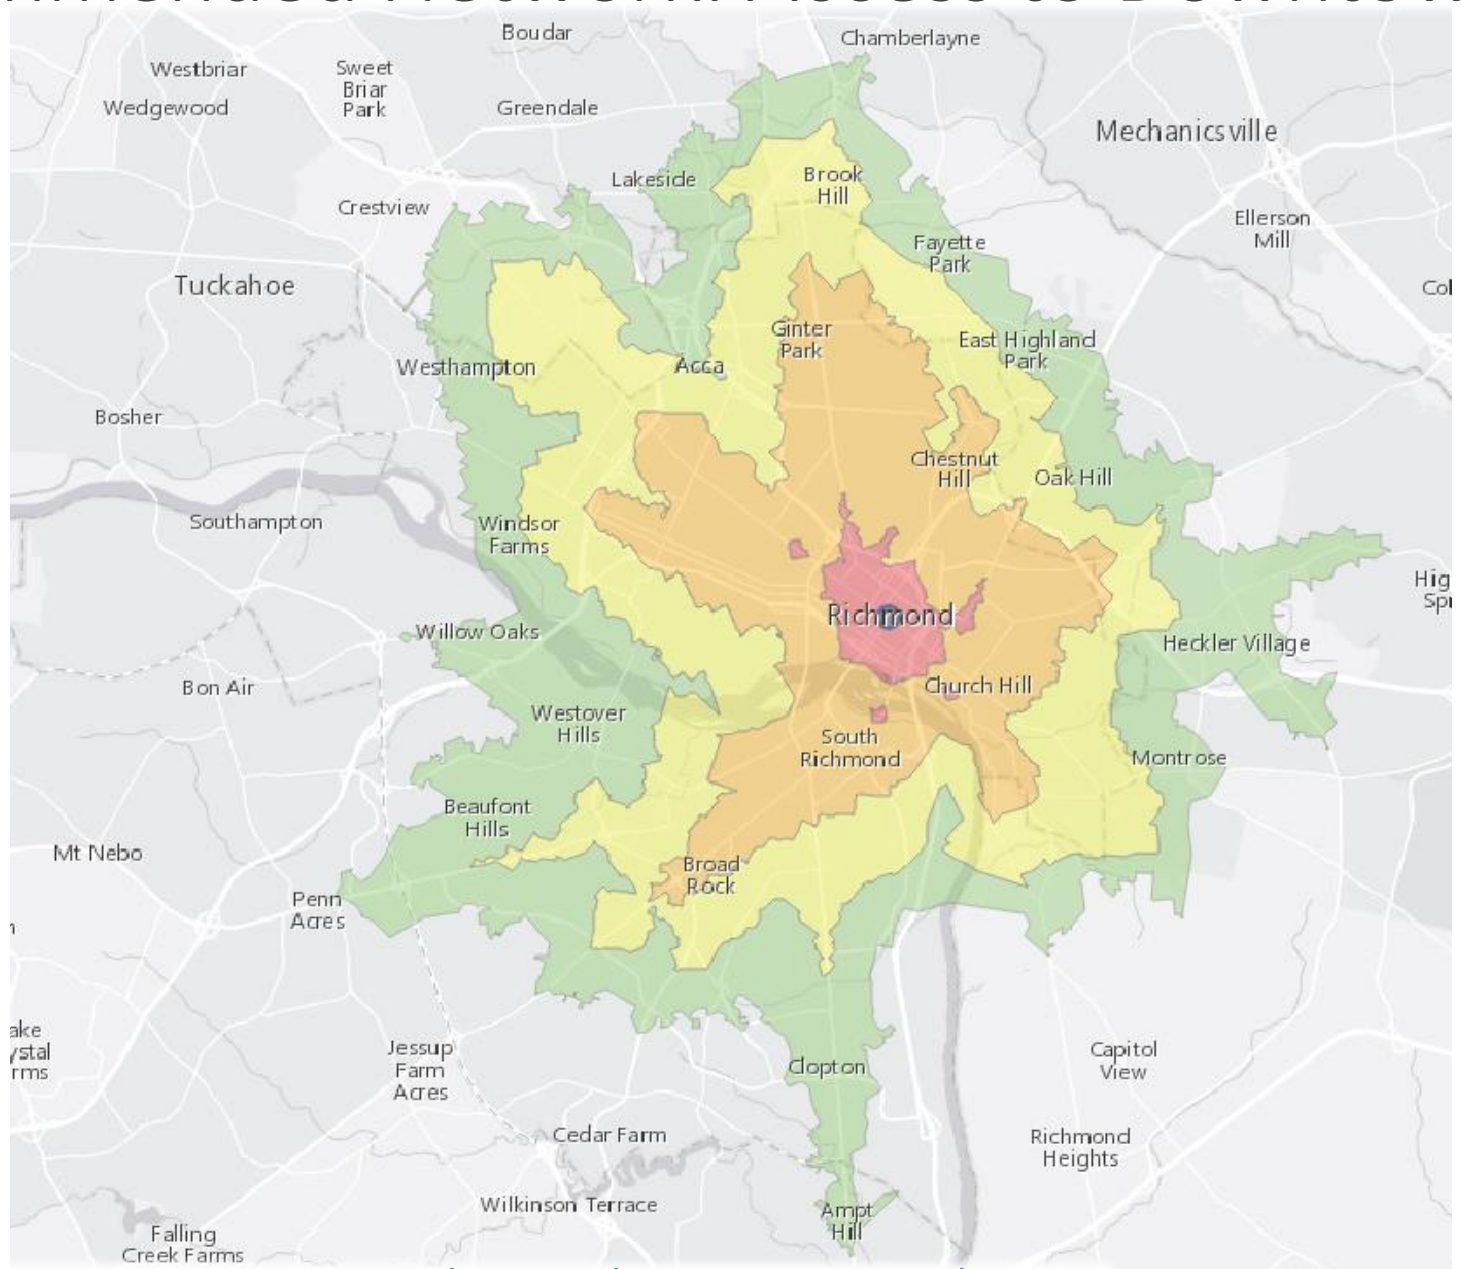 Boudar
Chamberlayne
Westbriar
Sweet
Briar
Park
Wedgewood
Greendale
Mechanicsville
Lakeside
Brook
Hill
Crestview
Ellerson
Mill
Fayette
Park
Tuckahoe
Ginter
Park
East Highland
Park
Westhampton
Acca
Bosher
Chestnut
Hill
Oak Hill
Southampton
Windsor
Farms
Richmond
Willow Oaks
Heckler Village
Bon Air
Church Hill
Westover
Hills
South
Richmond
Montrose
Beaufont
Hills
Mt Nebo
Broad
Rock
Penn
Acres
Jessup
Farm
Acres
Clopton
Capitol
View
Cedar Farm
Richmond
Heights
Wilkinson Terrace
Ampt
Hill
Falling
Creek Farms